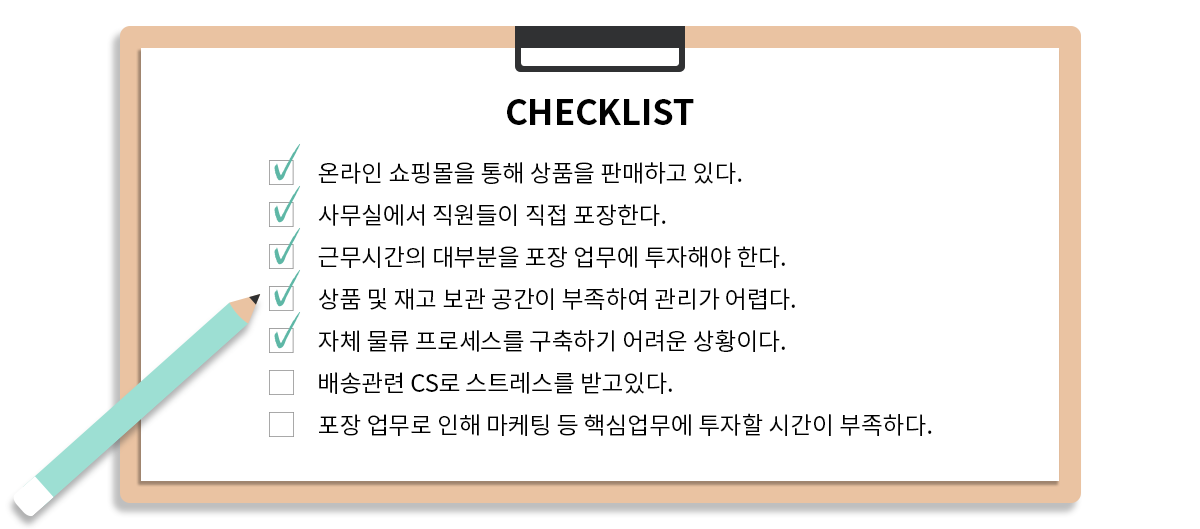 CHECKLIST
온라인 쇼핑몰을 통해 상품을 판매하고 있다.
사무실에서 직원들이 직접 포장한다.
근무시간의 대부분을 포장 업무에 투자해야 한다.
상품 및 재고 보관 공간이 부족하여 관리가 어렵다.
자체 물류 프로세스를 구축하기 어려운 상황이다.
배송관련 CS로 스트레스를 받고있다.
포장 업무로 인해 마케팅 등 핵심업무에 투자할 시간이 부족하다.